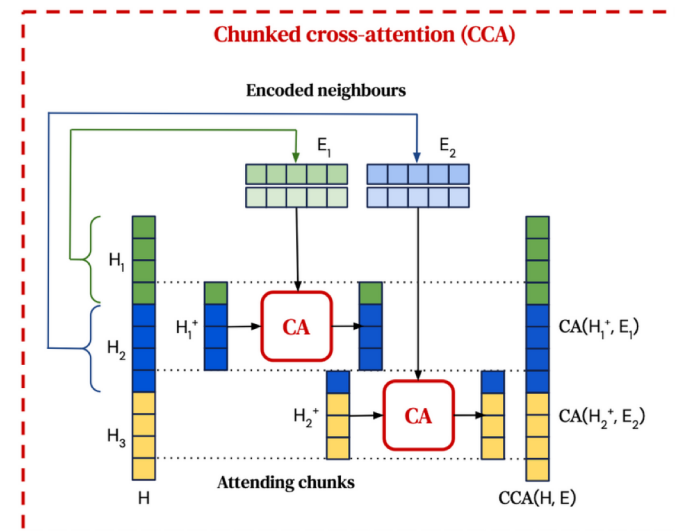 Chunked cross-attention (CCA)
Encoded neighbours
E₁
E₂
H₁
H₁⁺
CA
CA(H₁⁺, E₁)
H₂
H₂⁺
CA
CA(H₂⁺, E₂)
H₃
Attending chunks
H
CCA(H, E)